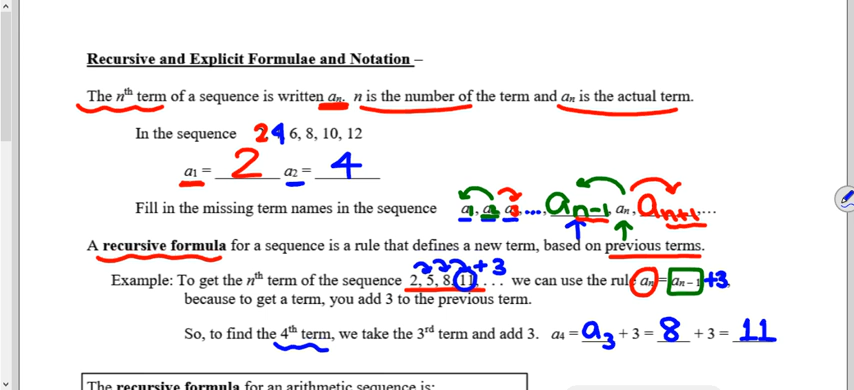 Recursive and Explicit Formulae and Notation –
The nth term of a sequence is written an. n is the number of the term and an is the actual term.
In the sequence 2 4 6, 8, 10, 12
a1 = 2 a2 = 4
Fill in the missing term names in the sequence a1, a2, a3, ..., an-1, an, an+1, ...
A recursive formula for a sequence is a rule that defines a new term, based on previous terms.
+3
Example: To get the nth term of the sequence 2, 5, 8, 11, . . . we can use the rule an = an – 1 +3,
because to get a term, you add 3 to the previous term.
So, to find the 4th term, we take the 3rd term and add 3. a4 = a3 + 3 = 8 + 3 = 11
The recursive formula for an arithmetic sequence is: